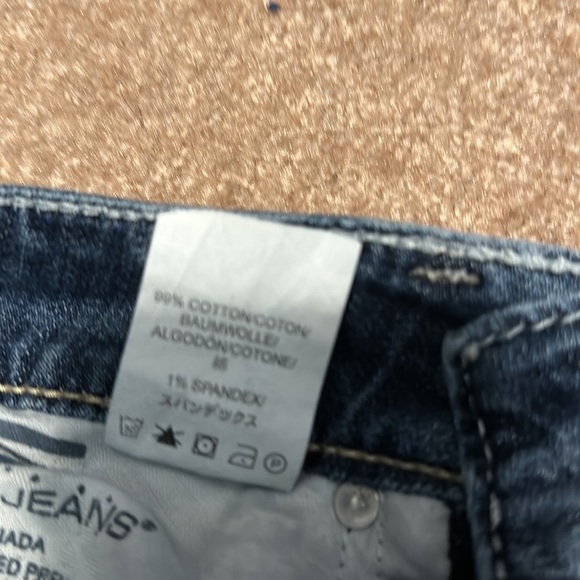 99% COTTON/COTON/
BAUMWOLLE/
ALGODÓN/COTONE/
綿
1% SPANDEX/
スパンデックス
P
JEANS®